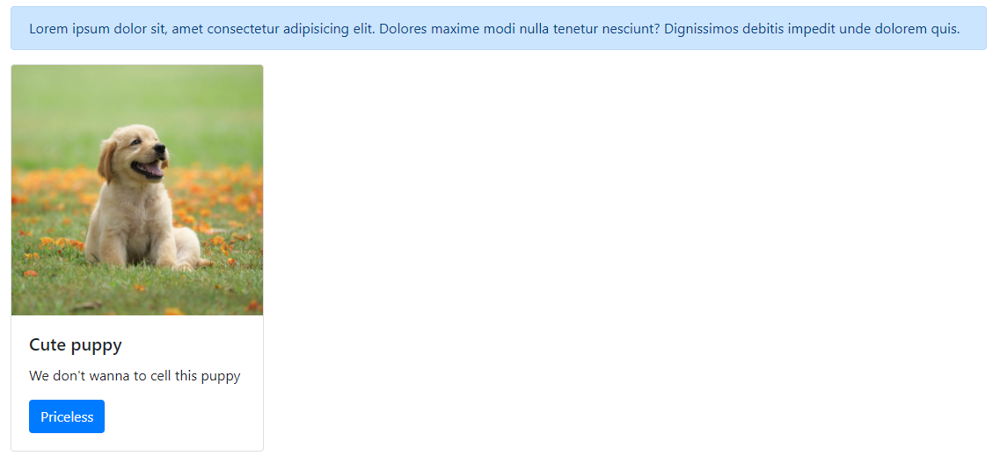 Lorem ipsum dolor sit, amet consectetur adipisicing elit. Dolores maxime modi nulla tenetur nesciunt? Dignissimos debitis impedit unde dolorem quis.
Cute puppy
We don't wanna to cell this puppy
Priceless